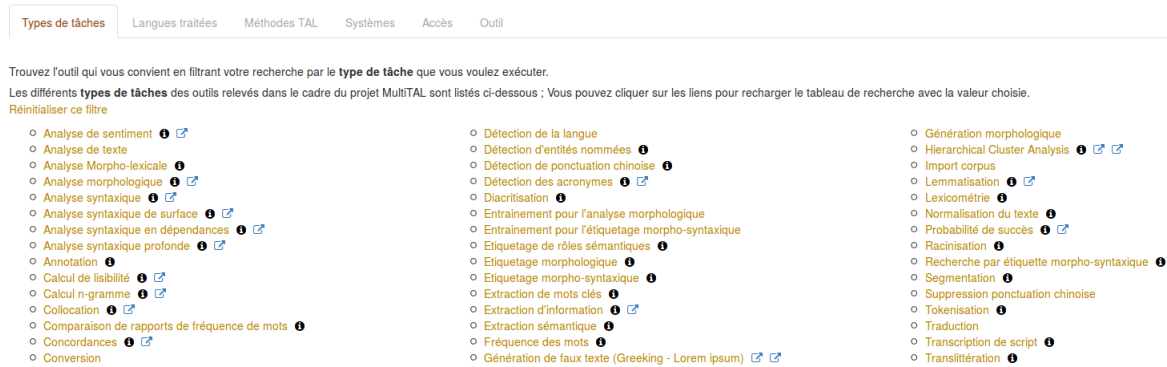 Types de tâches Langues traitées Méthodes TAL Systèmes Accès Outil
Trouvez l'outil qui vous convient en filtrant votre recherche par le type de tâche que vous voulez exécuter.
Les différents types de tâches des outils relevés dans le cadre du projet MultiTAL sont listés ci-dessous ; Vous pouvez cliquer sur les liens pour recharger le tableau de recherche avec la valeur choisie.
Réinitialiser ce filtre
Analyse de sentiment
Analyse de texte
Analyse Morpho-lexicale
Analyse morphologique
Analyse syntaxique
Analyse syntaxique de surface
Analyse syntaxique en dépendances
Analyse syntaxique profonde
Annotation
Calcul de lisibilité
Calcul n-gramme
Collocation
Comparaison de rapports de fréquence de mots
Concordances
Conversion
Détection de la langue
Détection d'entités nommées
Détection de ponctuation chinoise
Détection des acronymes
Diacritisation
Entrainement pour l'analyse morphologique
Entrainement pour l'étiquetage morpho-syntaxique
Etiquetage de rôles sémantiques
Etiquetage morphologique
Etiquetage morpho-syntaxique
Extraction de mots clés
Extraction d'information
Extraction sémantique
Fréquence des mots
Génération de faux texte (Greeking - Lorem ipsum)
Génération morphologique
Hierarchical Cluster Analysis
Import corpus
Lemmatisation
Lexicométrie
Normalisation du texte
Probabilité de succès
Racinisation
Recherche par étiquette morpho-syntaxique
Segmentation
Suppression ponctuation chinoise
Tokenisation
Traduction
Transcription de script
Translittération